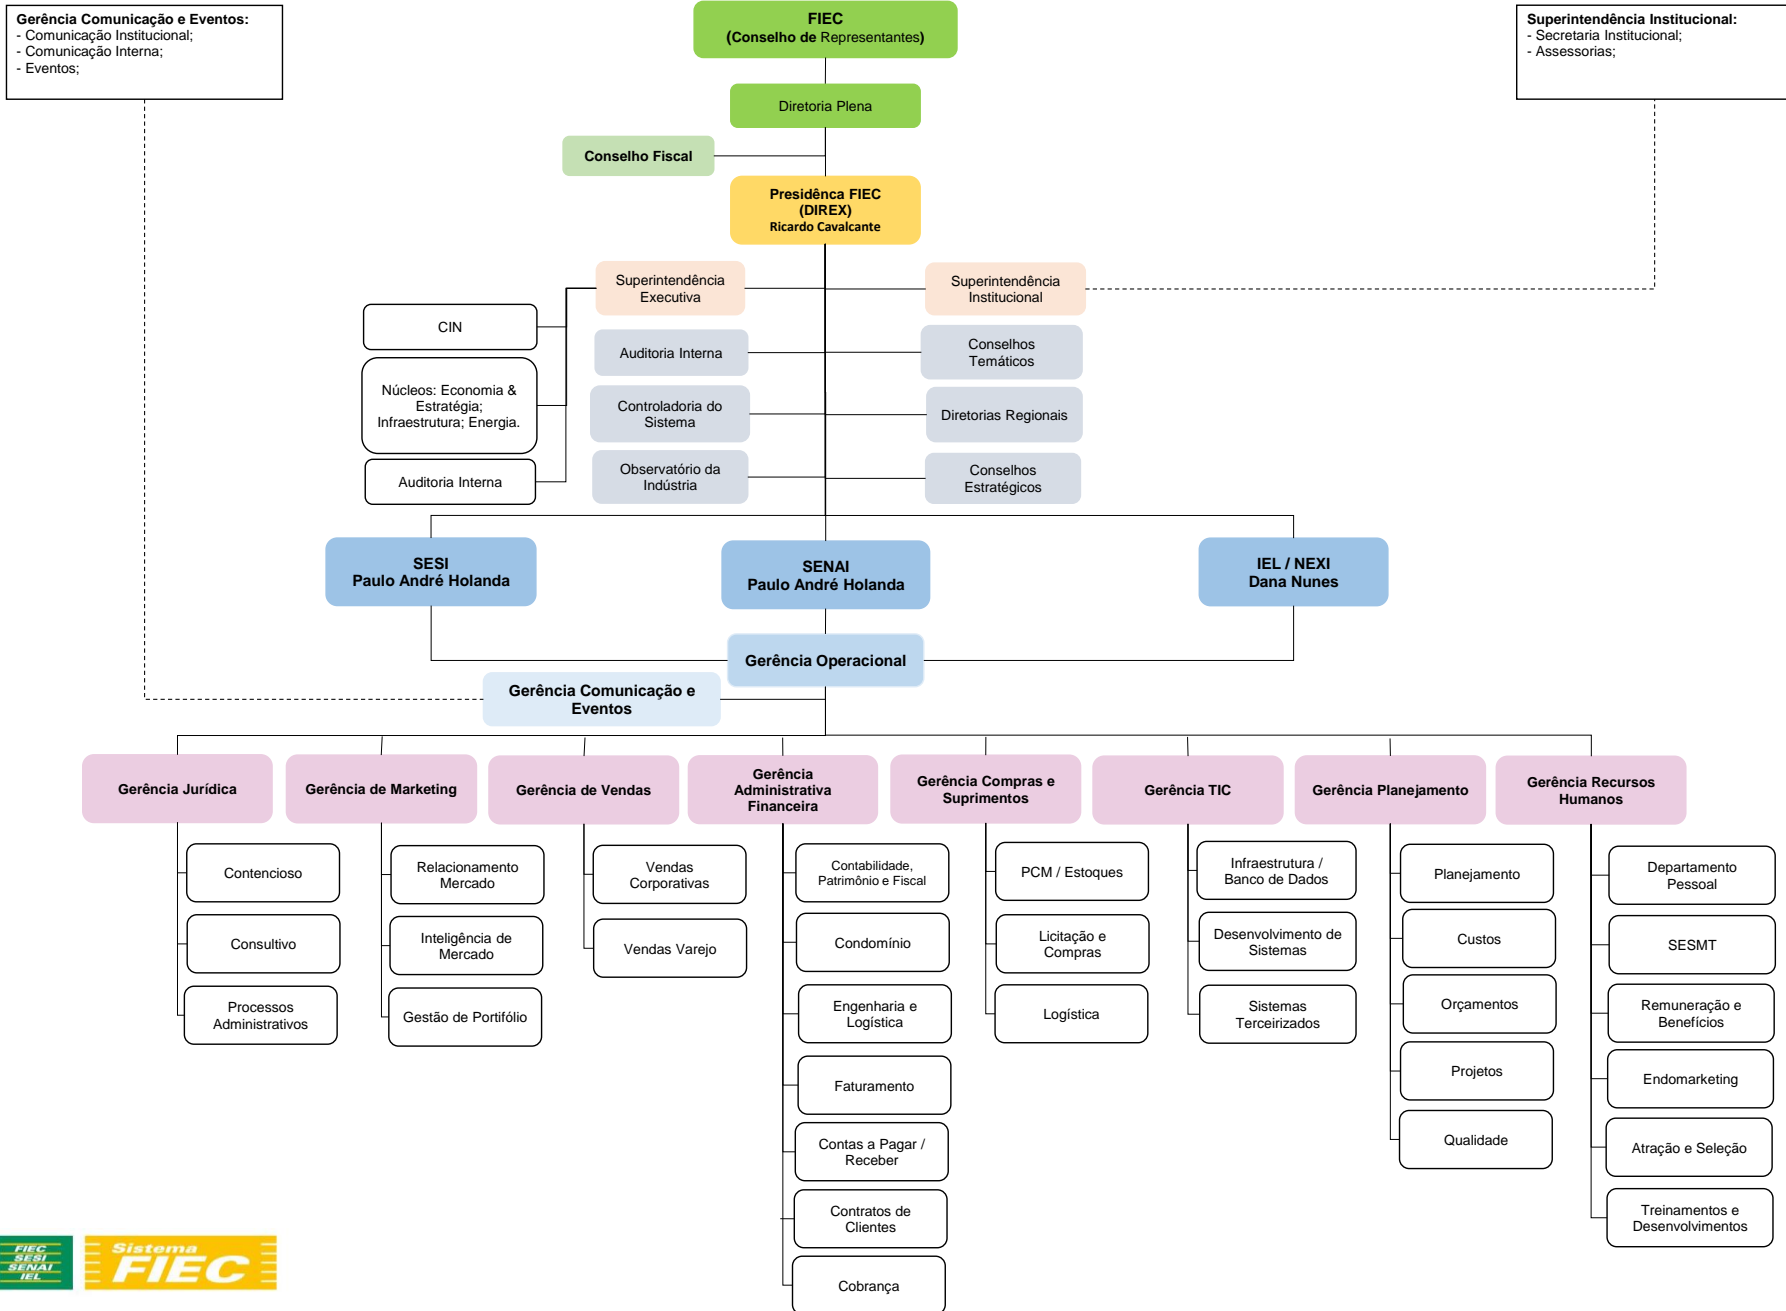 Gerência Comunicação e Eventos:
- Comunicação Institucional;
- Comunicação Interna;
- Eventos;
FIEC
(Conselho de Representantes)
Superintendência Institucional:
- Secretaria Institucional;
- Assessorias;
Diretoria Plena
Conselho Fiscal
Presidênca FIEC
(DIREX)
Ricardo Cavalcante
Superintendência
Executiva
Superintendência
Institucional
CIN
Auditoria Interna
Conselhos
Temáticos
Núcleos: Economia &
Estratégia;
Infraestrutura; Energia.
Controladoria do
Sistema
Diretorias Regionais
Auditoria Interna
Observatório da
Indústria
Conselhos
Estratégicos
SESI
Paulo André Holanda
SENAI
Paulo André Holanda
IEL / NEXI
Dana Nunes
Gerência Operacional
Gerência Comunicação e
Eventos
Gerência Jurídica
Gerência de Marketing
Gerência de Vendas
Gerência
Administrativa
Financeira
Gerência Compras e
Suprimentos
Gerência TIC
Gerência Planejamento
Gerência Recursos
Humanos
Contencioso
Consultivo
Processos
Administrativos
Relacionamento
Mercado
Inteligência de
Mercado
Gestão de Portifólio
Vendas
Corporativas
Vendas Varejo
Contabilidade,
Patrimônio e Fiscal
Condomínio
Engenharia e
Logística
Faturamento
Contas a Pagar /
Receber
Contratos de
Clientes
Cobrança
PCM / Estoques
Licitação e
Compras
Logística
Infraestrutura /
Banco de Dados
Desenvolvimento de
Sistemas
Sistemas
Terceirizados
Planejamento
Custos
Orçamentos
Projetos
Qualidade
Departamento
Pessoal
SESMT
Remuneração e
Benefícios
Endomarketing
Atração e Seleção
Treinamentos e
Desenvolvimentos
FIEC
SESI
SENAI
IEL
Sistema
FIEC